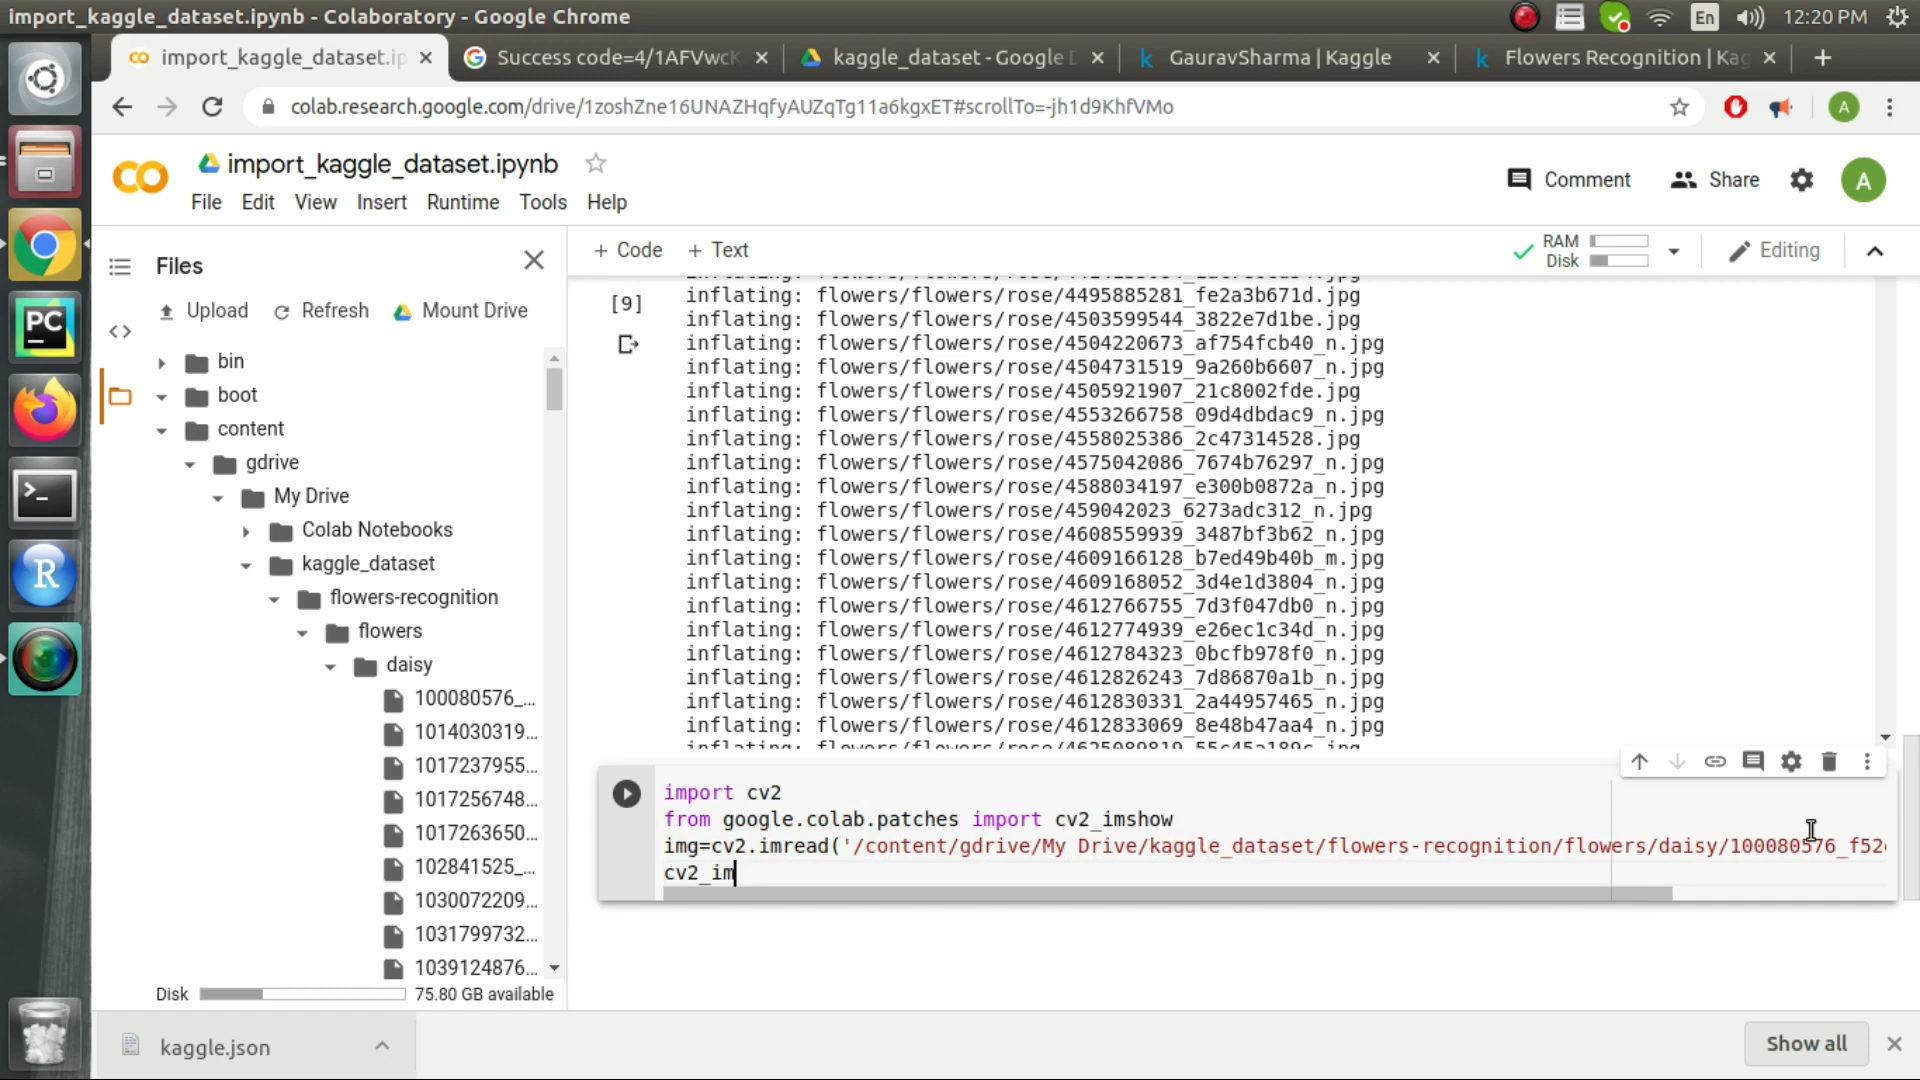 import_kaggle_dataset.ipynb - Colaboratory - Google Chrome
En
12:20 PM
import_kaggle_dataset.ip
Success code=4/1AFVwcK
kaggle_dataset - Google D
GauravSharma | Kaggle
Flowers Recognition | Kag
colab.research.google.com/drive/1zoshZne16UNAZHqfyAUZqTg11a6kgxET#scrollTo=-jh1d9KhfVMo
A
import_kaggle_dataset.ipynb
File Edit View Insert Runtime Tools Help
Comment
Share
A
Files
Upload
Refresh
Mount Drive
bin
boot
content
gdrive
My Drive
Colab Notebooks
kaggle_dataset
flowers-recognition
flowers
daisy
100080576_...
1014030319...
1017237955...
1017256748...
1017263650...
102841525_...
1030072209...
1031799732...
1039124876...
Disk
75.80 GB available
+ Code + Text
RAM
Disk
Editing
[9]
inflating: flowers/flowers/rose/4495885281_fe2a3b671d.jpg
inflating: flowers/flowers/rose/4503599544_3822e7d1be.jpg
inflating: flowers/flowers/rose/4504220673_af754fcb40_n.jpg
inflating: flowers/flowers/rose/4504731519_9a260b6607_n.jpg
inflating: flowers/flowers/rose/4505921907_21c8002fde.jpg
inflating: flowers/flowers/rose/4553266758_09d4dbdac9_n.jpg
inflating: flowers/flowers/rose/4558025386_2c47314528.jpg
inflating: flowers/flowers/rose/4575042086_7674b76297_n.jpg
inflating: flowers/flowers/rose/4588034197_e300b0872a_n.jpg
inflating: flowers/flowers/rose/459042023_6273adc312_n.jpg
inflating: flowers/flowers/rose/4608559939_3487bf3b62_n.jpg
inflating: flowers/flowers/rose/4609166128_b7ed49b40b_m.jpg
inflating: flowers/flowers/rose/4609168052_3d4e1d3804_n.jpg
inflating: flowers/flowers/rose/4612766755_7d3f047db0_n.jpg
inflating: flowers/flowers/rose/4612774939_e26ec1c34d_n.jpg
inflating: flowers/flowers/rose/4612784323_0bcfb978f0_n.jpg
inflating: flowers/flowers/rose/4612826243_7d86870a1b_n.jpg
inflating: flowers/flowers/rose/4612830331_2a44957465_n.jpg
inflating: flowers/flowers/rose/4612833069_8e48b47aa4_n.jpg
import cv2
from google.colab.patches import cv2_imshow
img=cv2.imread('/content/gdrive/My Drive/kaggle_dataset/flowers-recognition/flowers/daisy/100080576_f52
cv2_im
PC
R
kaggle.json
Show all